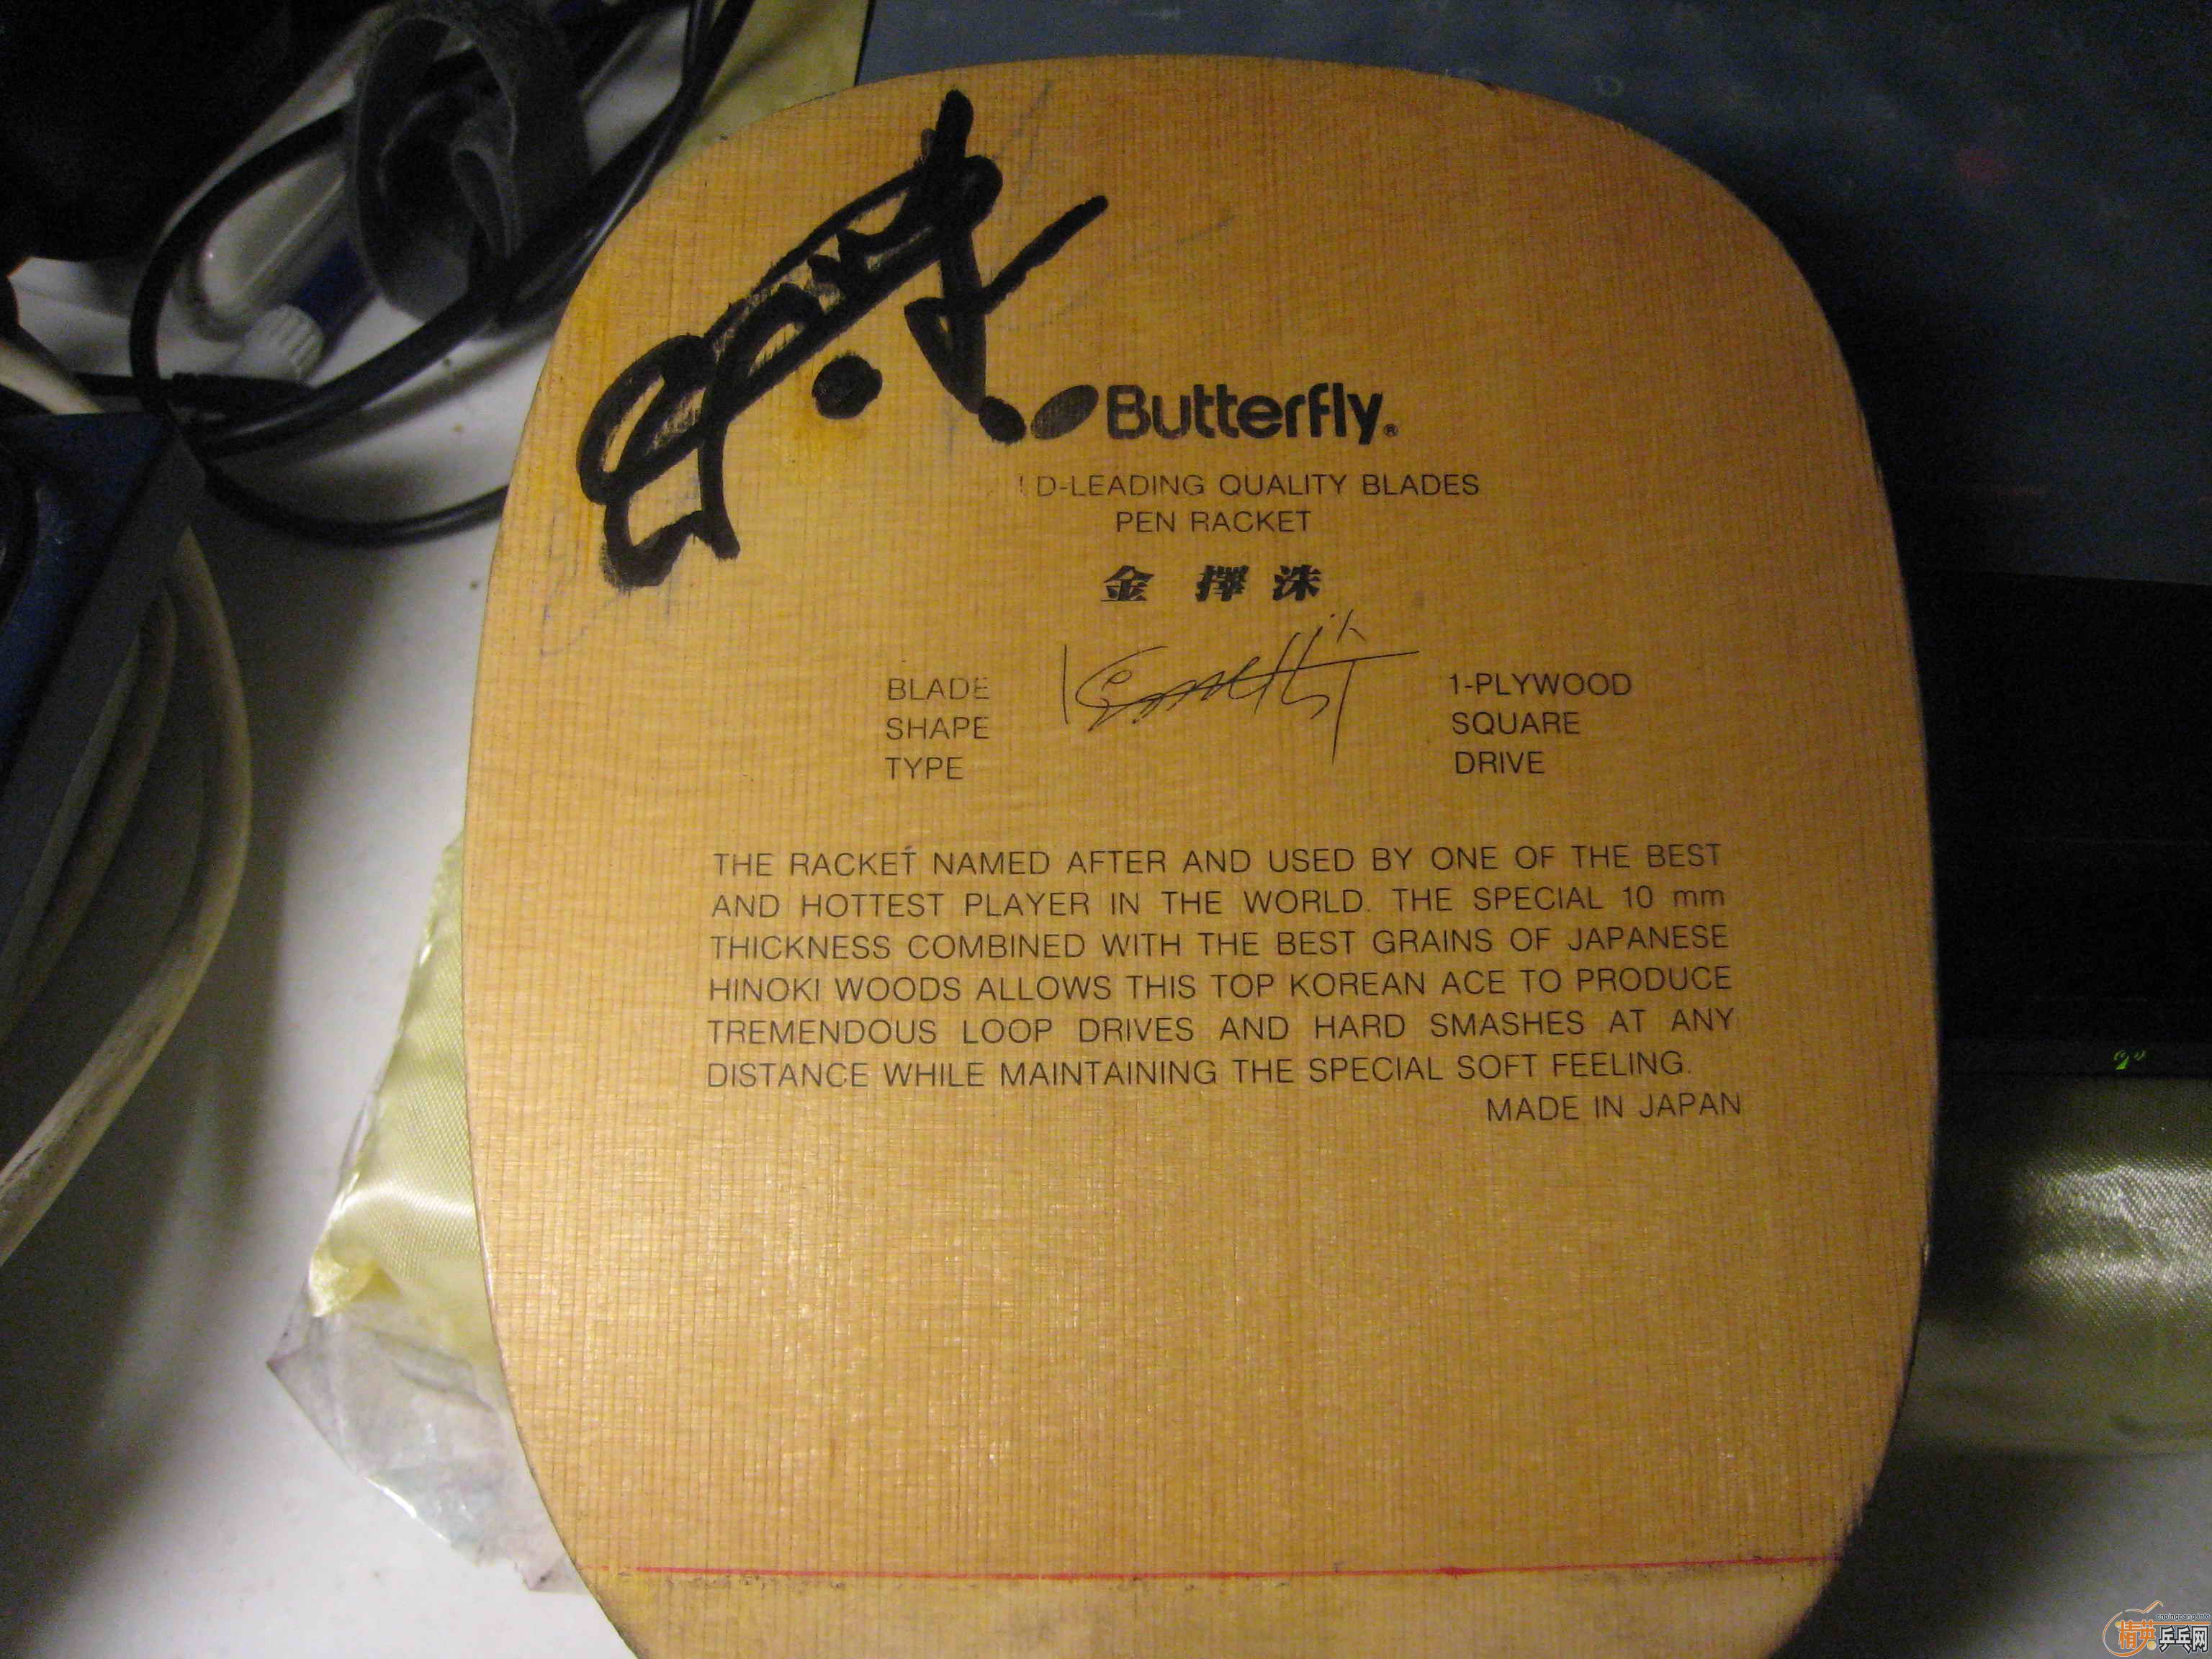 Butterfly®
D-LEADING QUALITY BLADES
PEN RACKET
金擇洙
BLADE 1-PLYWOOD
SHAPE SQUARE
TYPE DRIVE
THE RACKET NAMED AFTER AND USED BY ONE OF THE BEST
AND HOTTEST PLAYER IN THE WORLD. THE SPECIAL 10 mm
THICKNESS COMBINED WITH THE BEST GRAINS OF JAPANESE
HINOKI WOODS ALLOWS THIS TOP KOREAN ACE TO PRODUCE
TREMENDOUS LOOP DRIVES AND HARD SMASHES AT ANY
DISTANCE WHILE MAINTAINING THE SPECIAL SOFT FEELING.
MADE IN JAPAN
精英乒乓网